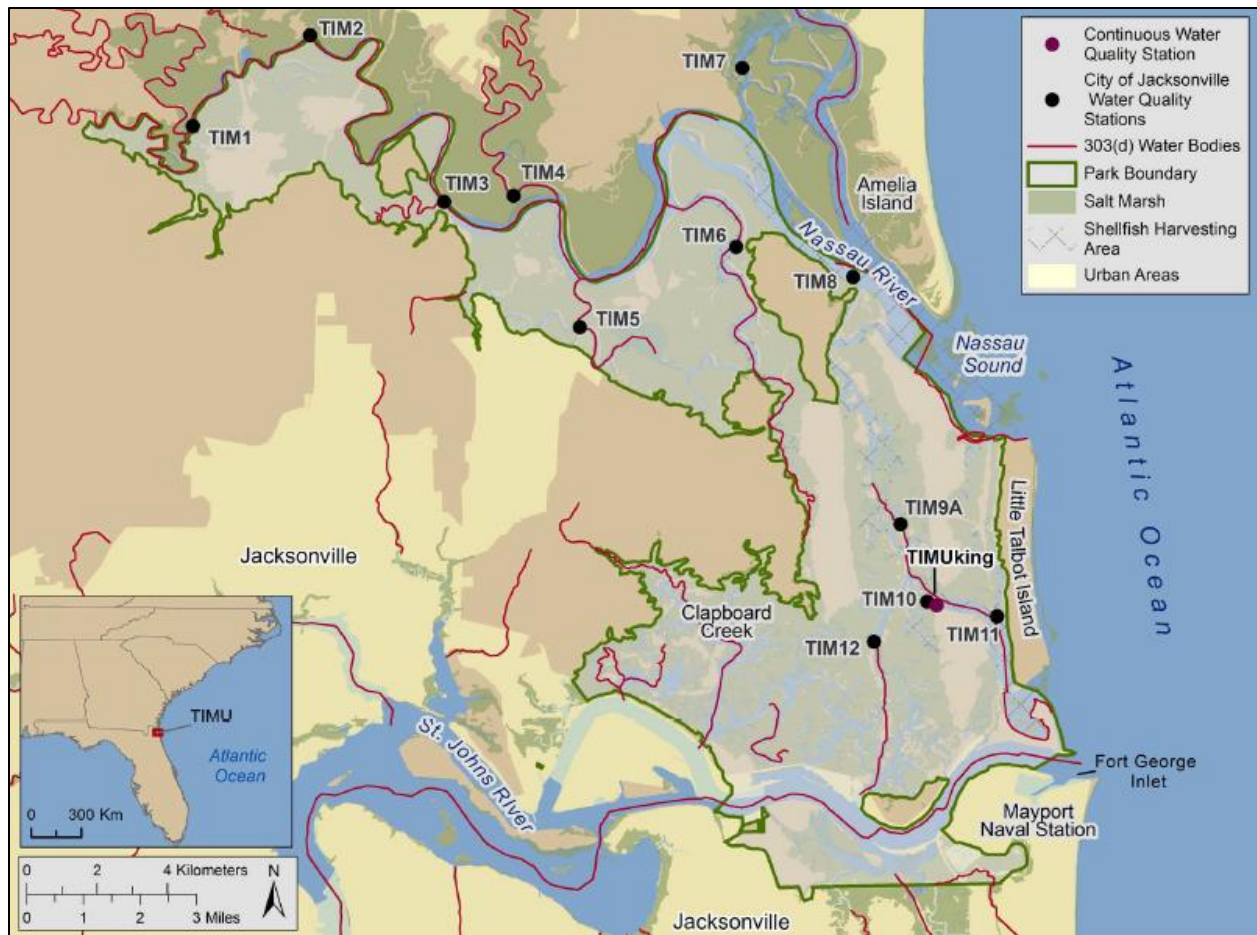 TIM2
TIM7
TIM1
TIM3
TIM4
TIM6
Amelia
Island
Nassau River
TIM8
TIM5
Nassau
Sound
Atlantic Ocean
TIM9A
Little Talbot Island
TIMUking
TIM10
TIM11
TIM12
Jacksonville
Clapboard
Creek
St. Johns River
Fort George
Inlet
Mayport
Naval Station
Jacksonville
Continuous Water
Quality Station
City of Jacksonville
Water Quality
Stations
303(d) Water Bodies
Park Boundary
Salt Marsh
Shellfish Harvesting
Area
Urban Areas
TIMU
Atlantic
Ocean
0 300 Km
0 2 4 Kilometers
0 1 2 3 Miles
N